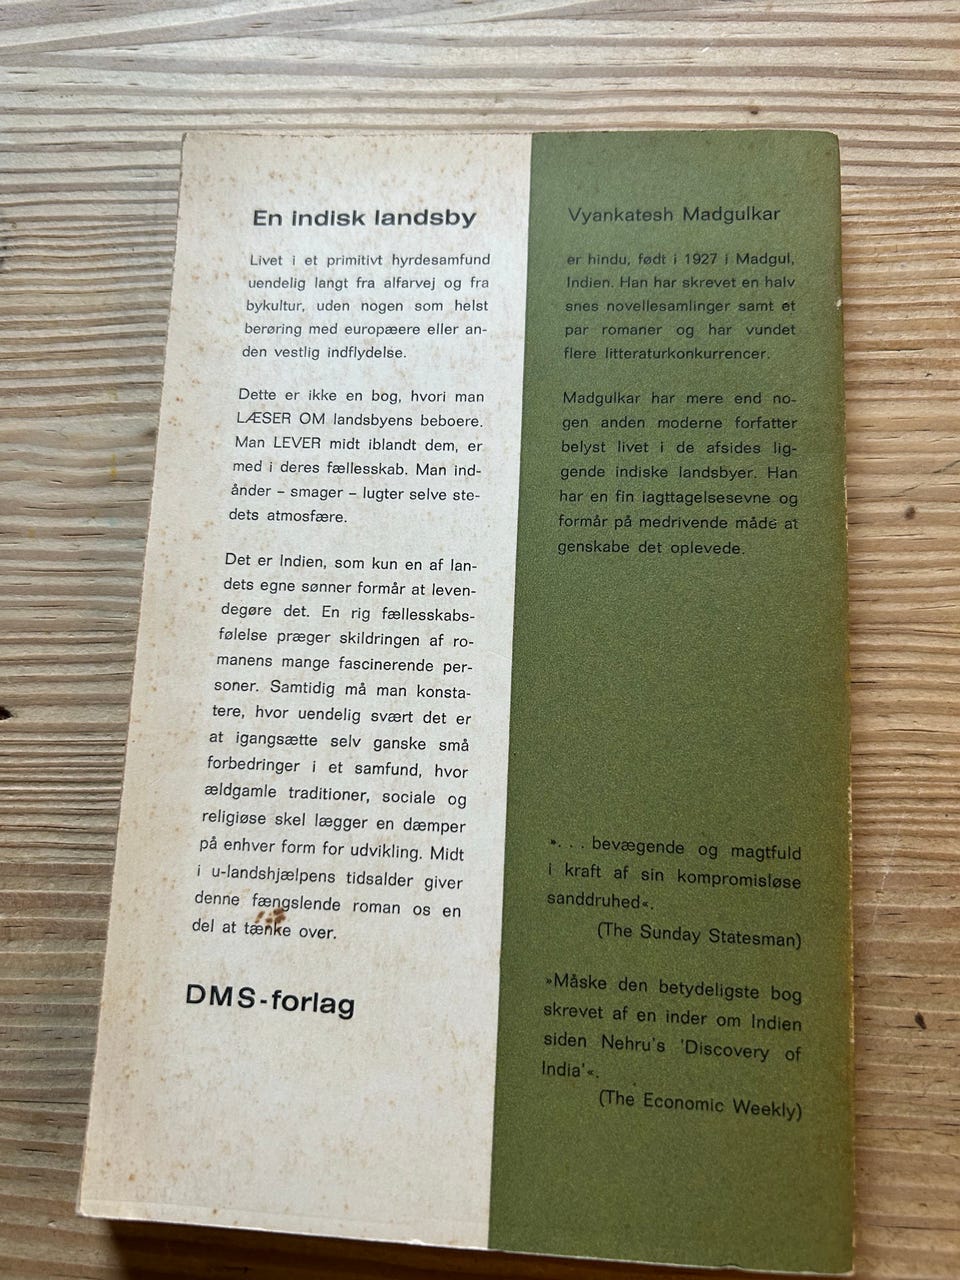 En indisk landsby
Livet i et primitivt hyrdesamfund
uendelig langt fra alfarvej og fra
bykultur, uden nogen som helst
berøring med europæere eller an-
den vestlig indflydelse.
Dette er ikke en bog, hvori man
LÆSER OM landsbyens beboere.
Man LEVER midt iblandt dem, er
med i deres fællesskab. Man ind-
ånder – smager – lugter selve ste-
dets atmosfære.
Det er Indien, som kun en af lan-
dets egne sønner formår at leven-
degøre det. En rig fællesskabs-
følelse præger skildringen af ro-
manens mange fascinerende per-
soner. Samtidig må man konsta-
tere, hvor uendelig svært det er
at igangsætte selv ganske små
forbedringer i et samfund, hvor
ældgamle traditioner, sociale og
religiøse skel lægger en dæmper
på enhver form for udvikling. Midt
i u-landshjælpens tidsalder giver
denne fængslende roman os en
del at tænke over.
DMS-forlag
Vyankatesh Madgulkar
er hindu, født i 1927 i Madgul,
Indien. Han har skrevet en halv
snes novellesamlinger samt et
par romaner og har vundet
flere litteraturkonkurrencer.
Madgulkar har mere end no-
gen anden moderne forfatter
belyst livet i de afsides lig-
gende indiske landsbyer. Han
har en fin iagttagelsesevne og
formår på medrivende måde at
genskabe det oplevede.
». . . bevægende og magtfuld
i kraft af sin kompromisløse
sanddruhed«.
(The Sunday Statesman)
»Måske den betydeligste bog
skrevet af en inder om Indien
siden Nehru's 'Discovery of
India'«.
(The Economic Weekly)